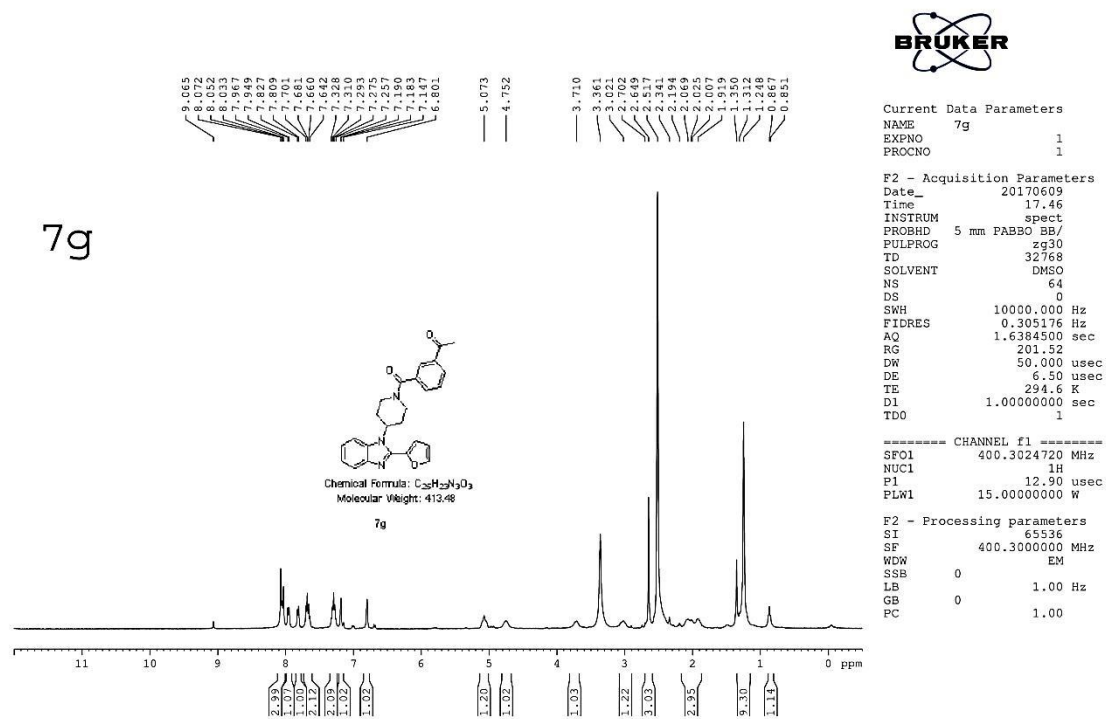 BRUKER
9.065
8.072
8.052
8.033
7.967
7.949
7.827
7.809
7.701
7.681
7.660
7.642
7.328
7.310
7.293
7.275
7.257
7.190
7.183
7.147
6.801
5.073
4.752
3.710
3.361
3.021
2.702
2.649
2.517
2.341
2.194
2.069
2.025
2.007
1.919
1.350
1.312
1.248
0.867
0.851
7g
O
O
N
N
N
O
Chemical Formula: C25H23N3O3
Molecular Weight: 413.48
7g
11 10 9 8 7 6 5 4 3 2 1 0 ppm
2.99
1.07
1.00
2.12
2.09
1.02
1.02
1.20
1.02
1.03
1.22
3.03
2.95
9.30
1.14
Current Data Parameters
NAME 7g
EXPNO 1
PROCNO 1
F2 - Acquisition Parameters
Date_ 20170609
Time 17.46
INSTRUM spect
PROBHD 5 mm PABBO BB/
PULPROG zg30
TD 32768
SOLVENT DMSO
NS 64
DS 0
SWH 10000.000 Hz
FIDRES 0.305176 Hz
AQ 1.6384500 sec
RG 201.52
DW 50.000 usec
DE 6.50 usec
TE 294.6 K
D1 1.00000000 sec
TD0 1
======== CHANNEL f1 ========
SFO1 400.3024720 MHz
NUC1 1H
P1 12.90 usec
PLW1 15.00000000 W
F2 - Processing parameters
SI 65536
SF 400.3000000 MHz
WDW EM
SSB 0
LB 1.00 Hz
GB 0
PC 1.00